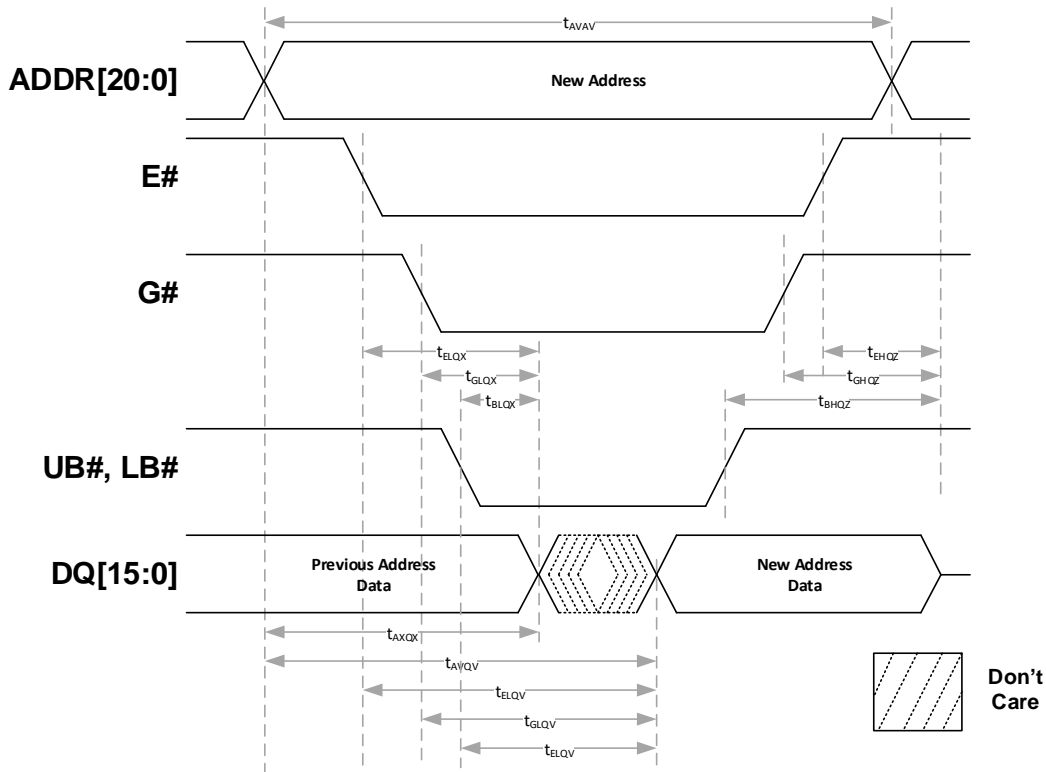 tAVAV
ADDR[20:0]
New Address
E#
G#
tELQX
tEHQZ
tGLQX
tGHQZ
tBLQX
tBHQZ
UB#, LB#
DQ[15:0]
Previous Address
Data
New Address
Data
tAXQX
tAVQV
tELQV
tGLQV
tELQV
Don't
Care